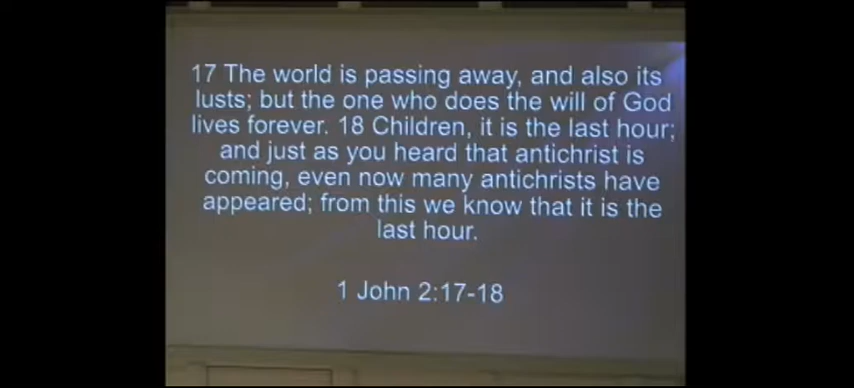 17 The world is passing away, and also its
lusts; but the one who does the will of God
lives forever. 18 Children, it is the last hour;
and just as you heard that antichrist is
coming, even now many antichrists have
appeared; from this we know that it is the
last hour.
1 John 2:17-18